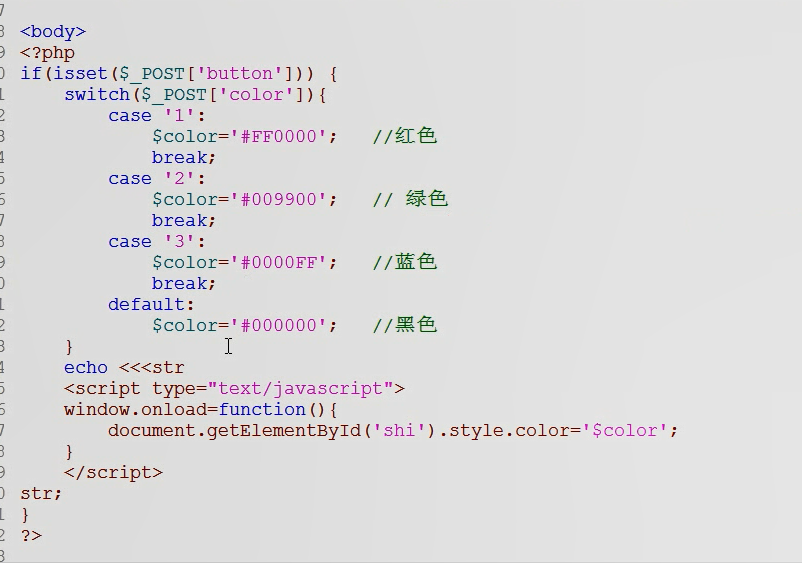 7
8 <body>
9 <?php
0 if(isset($_POST['button'])) {
1     switch($_POST['color']){
2         case '1':
3             $color='#FF0000';   //红色
4             break;
5         case '2':
6             $color='#009900';   // 绿色
7             break;
8         case '3':
9             $color='#0000FF';   //蓝色
0             break;
1         default:
2             $color='#000000';   //黑色
3     }
4     echo <<<str
5     <script type="text/javascript">
6     window.onload=function(){
7         document.getElementById('shi').style.color='$color';
8     }
9     </script>
0 str;
1 }
2 ?>
3